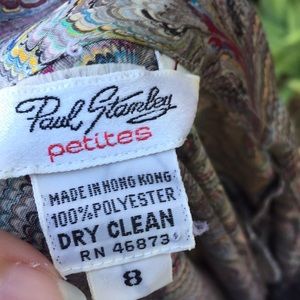 Paul Stanley
petites
MADE IN HONG KONG
100% POLYESTER
DRY CLEAN
RN 46873
8